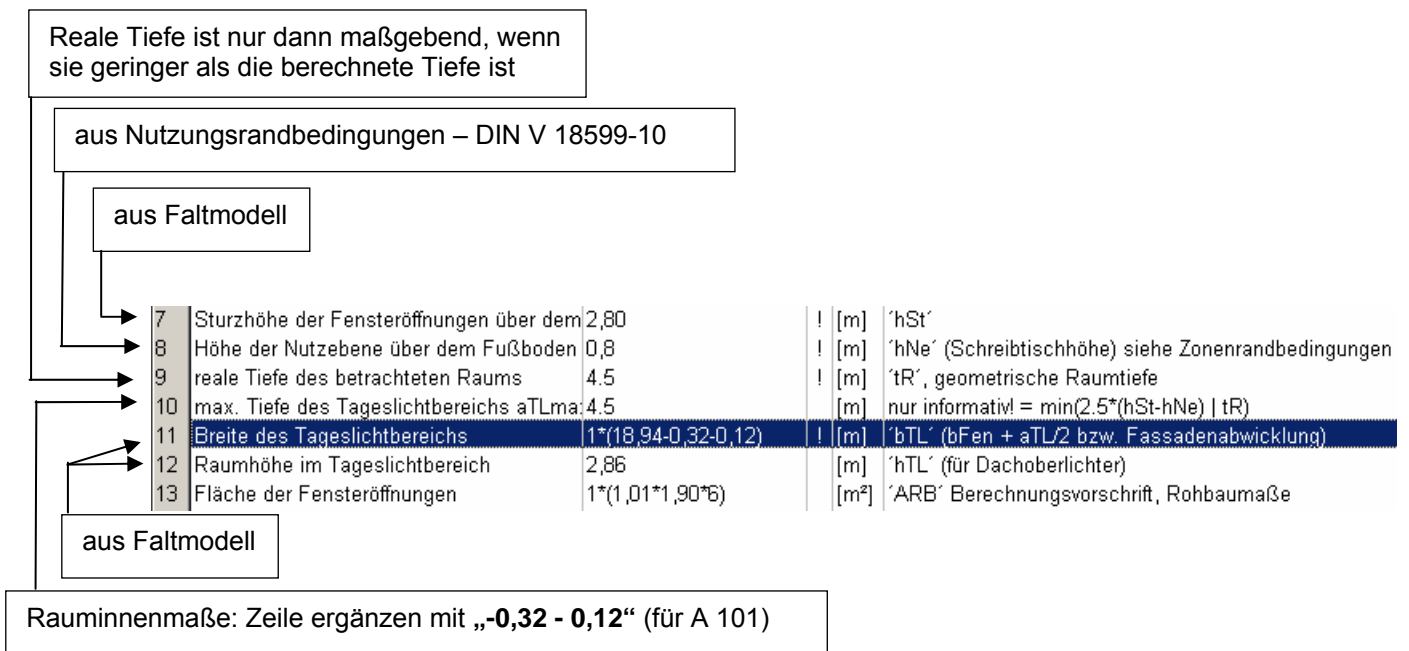 Reale Tiefe ist nur dann maßgebend, wenn
sie geringer als die berechnete Tiefe ist
aus Nutzungsrandbedingungen – DIN V 18599-10
aus Faltmodell
7 Sturzhöhe der Fensteröffnungen über dem 2,80 ! [m] ´hSt´
8 Höhe der Nutzebene über dem Fußboden 0,8 ! [m] ´hNe´ (Schreibtischhöhe) siehe Zonenrandbedingungen
9 reale Tiefe des betrachteten Raums 4.5 ! [m] ´tR´, geometrische Raumtiefe
10 max. Tiefe des Tageslichtbereichs aTLma: 4.5 [m] nur informativ! = min(2.5*(hSt-hNe) | tR)
11 Breite des Tageslichtbereichs 1*(18,94-0,32-0,12) ! [m] ´bTL´ (bFen + aTL/2 bzw. Fassadenabwicklung)
12 Raumhöhe im Tageslichtbereich 2,86 [m] ´hTL´ (für Dachoberlichter)
13 Fläche der Fensteröffnungen 1*(1,01*1,90*6) [m²] ´ARB´ Berechnungsvorschrift, Rohbaumaße
aus Faltmodell
Rauminnenmaße: Zeile ergänzen mit „-0,32 - 0,12“ (für A 101)